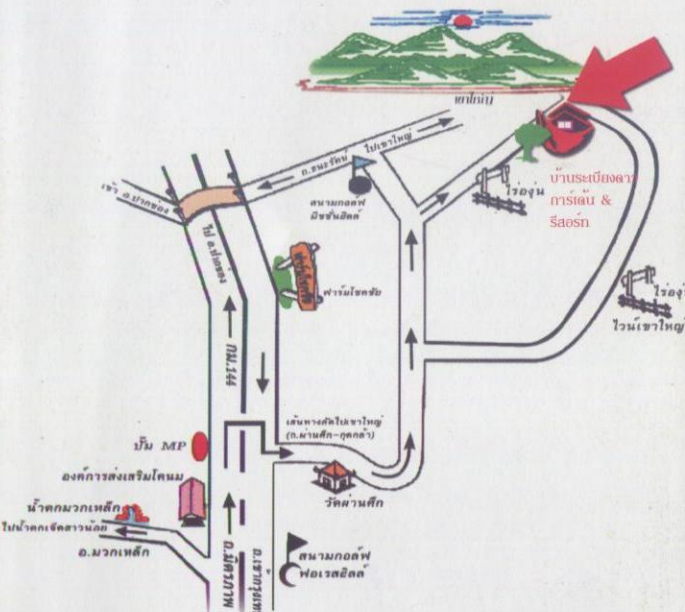 เขาใหญ่
ถ.ธนะรัชต์ ไปเขาใหญ่
เข้า อ.ปากช่อง
สนามกอล์ฟ
มิชชั่นฮิลล์
ไร่องุ่น
บ้านระเบียงดาว
การ์เด้น &
รีสอร์ท
ไป อ.ปากช่อง
ฟาร์มโชคชัย
ไร่องุ่
ไวน์เขาใหญ่
กม.144
เส้นทางลัดไปเขาใหญ่
(ถ.ผ่านศึก-กุดคล้า)
ปั๊ม MP
องค์การส่งเสริมโคนม
วัดผ่านศึก
น้ำตกมวกเหล็ก
ไปน้ำตกเจ็ดสาวน้อย
อ.มวกเหล็ก
สนามกอล์ฟ
ฟอเรสฮิลล์
ถ.มิตรภาพ
ถ.เข้ากรุงเทพ